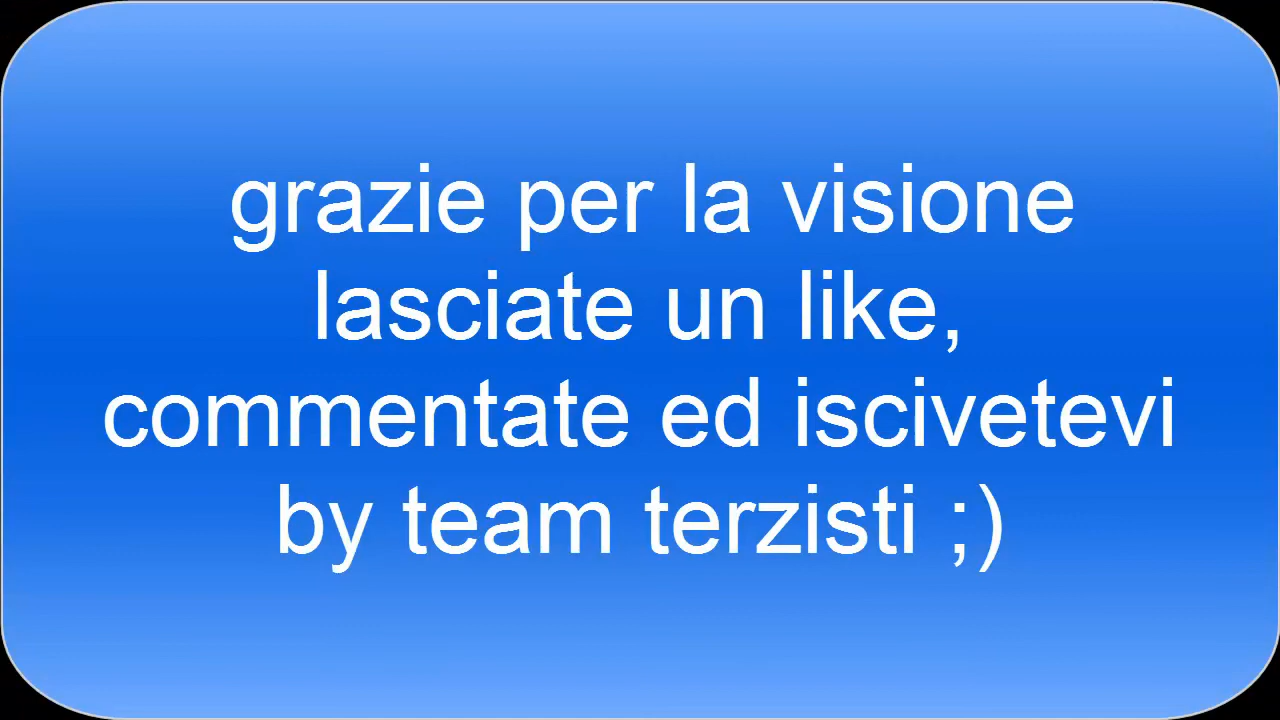 grazie per la visione
lasciate un like,
commentate ed iscivetevi
by team terzisti ;)